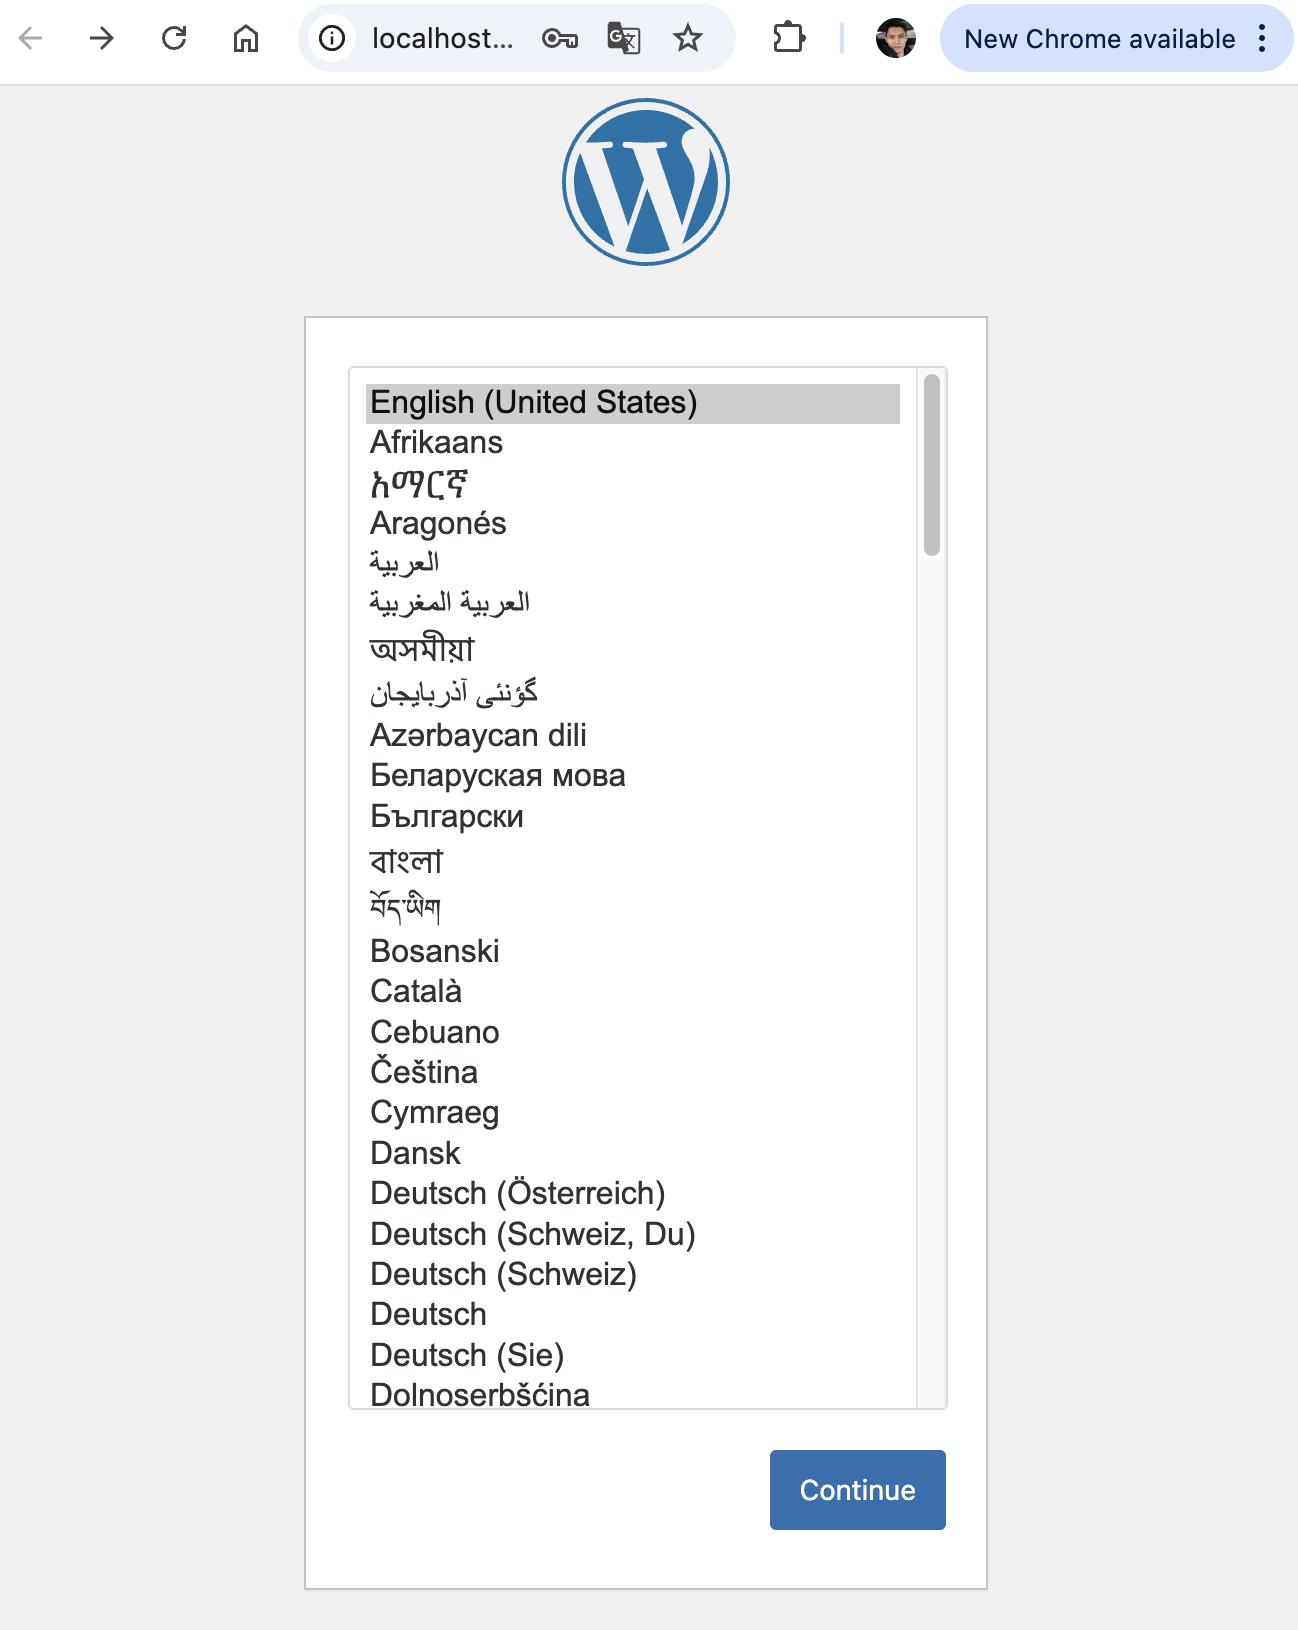 localhost...
New Chrome available
English (United States)
Afrikaans
አማርኛ
Aragonés
العربية
العربية المغربية
অসমীয়া
گؤنئی آذربایجان
Azərbaycan dili
Беларуская мова
Български
বাংলা
བོད་ཡིག
Bosanski
Català
Cebuano
Čeština
Cymraeg
Dansk
Deutsch (Österreich)
Deutsch (Schweiz, Du)
Deutsch (Schweiz)
Deutsch
Deutsch (Sie)
Dolnoserbšćina
Continue